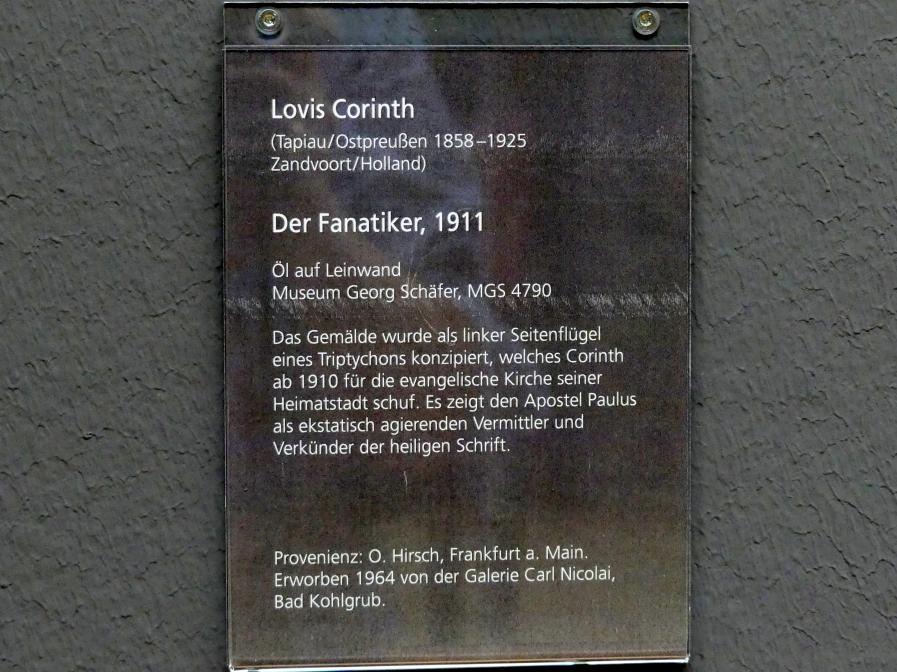 Lovis Corinth
(Tapiau/Ostpreußen 1858–1925
Zandvoort/Holland)
Der Fanatiker, 1911
Öl auf Leinwand
Museum Georg Schäfer, MGS 4790
Das Gemälde wurde als linker Seitenflügel
eines Triptychons konzipiert, welches Corinth
ab 1910 für die evangelische Kirche seiner
Heimatstadt schuf. Es zeigt den Apostel Paulus
als ekstatisch agierenden Vermittler und
Verkünder der heiligen Schrift.
Provenienz: O. Hirsch, Frankfurt a. Main.
Erworben 1964 von der Galerie Carl Nicolai,
Bad Kohlgrub.